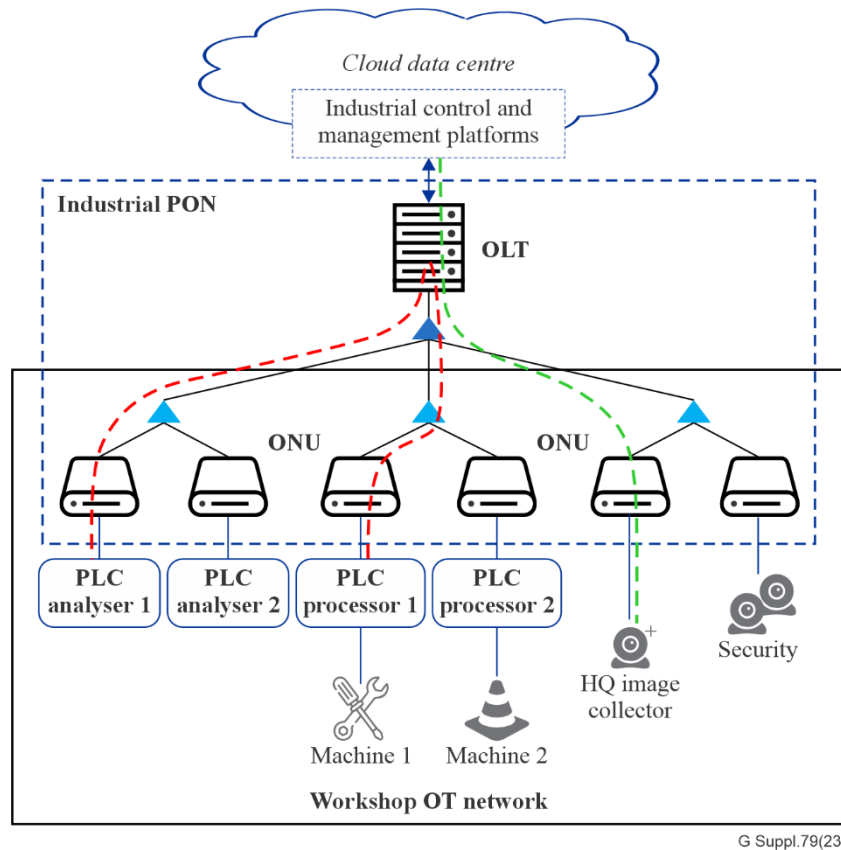 Cloud data centre
Industrial control and
management platforms
Industrial PON
OLT
ONU
ONU
PLC
analyser 1
PLC
analyser 2
PLC
processor 1
PLC
processor 2
HQ image
collector
Security
Machine 1
Machine 2
Workshop OT network
G Suppl.79(23